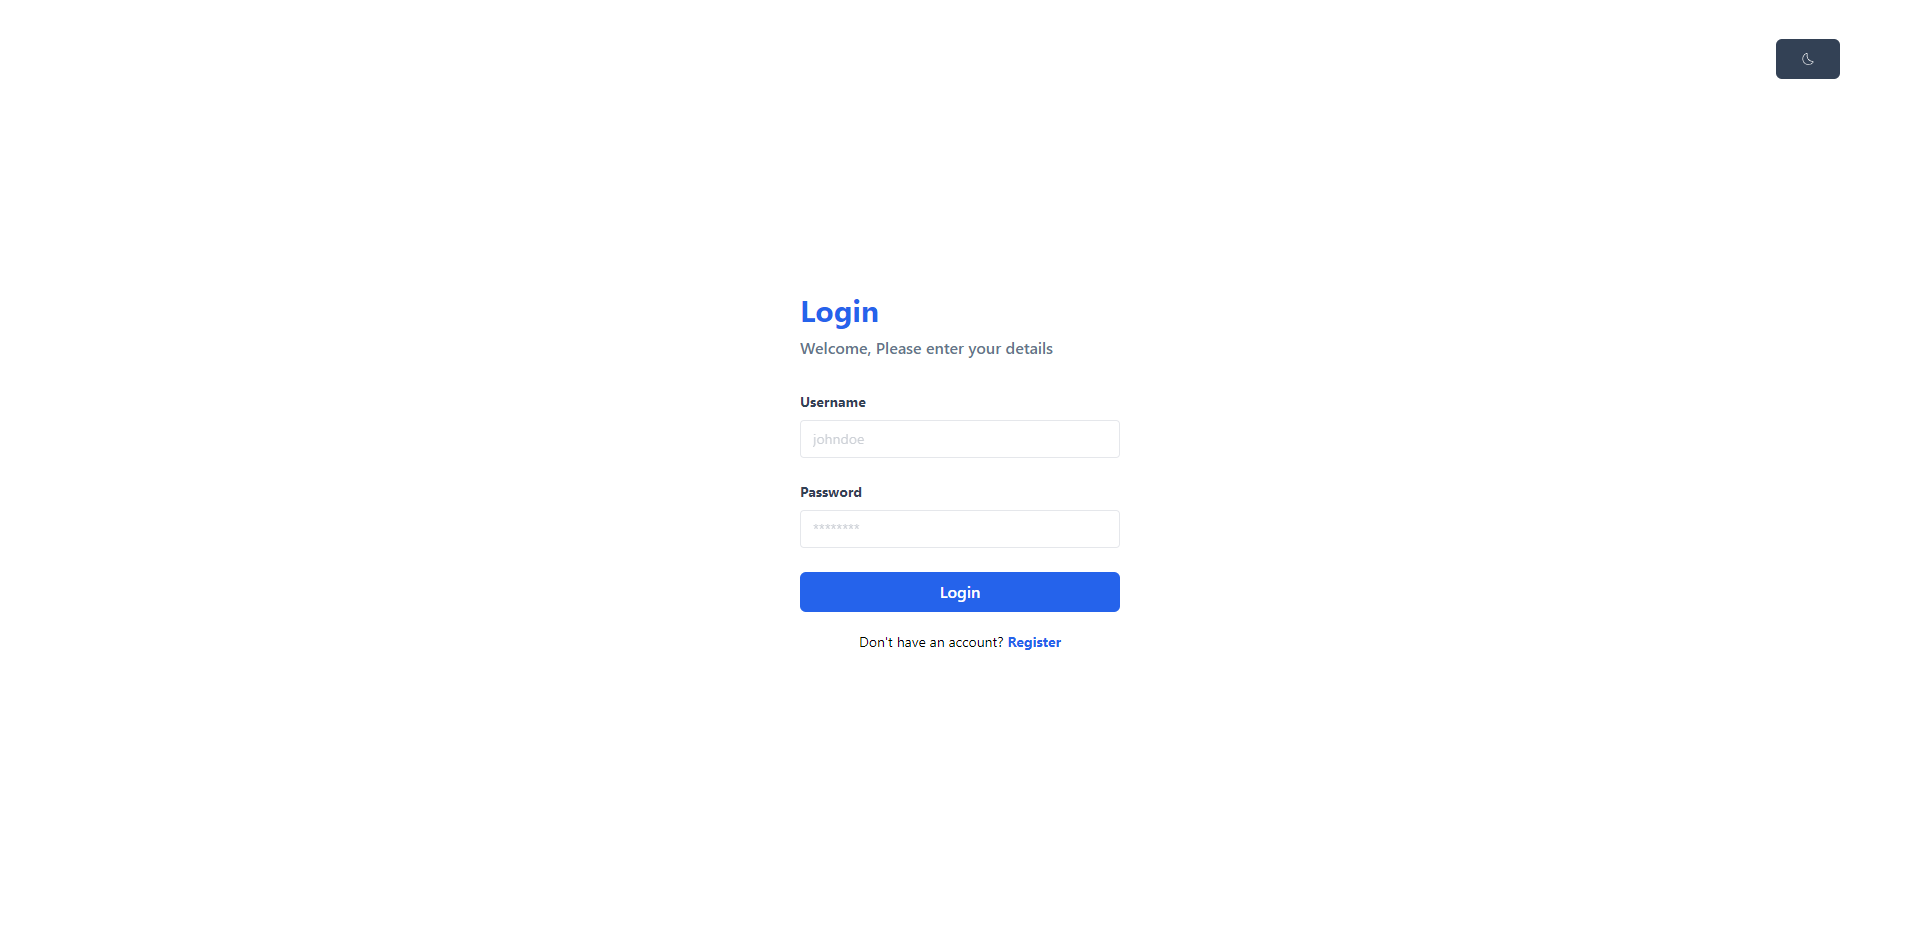 Login
Welcome, Please enter your details
Username
johndoe
Password
********
Login
Don't have an account? Register